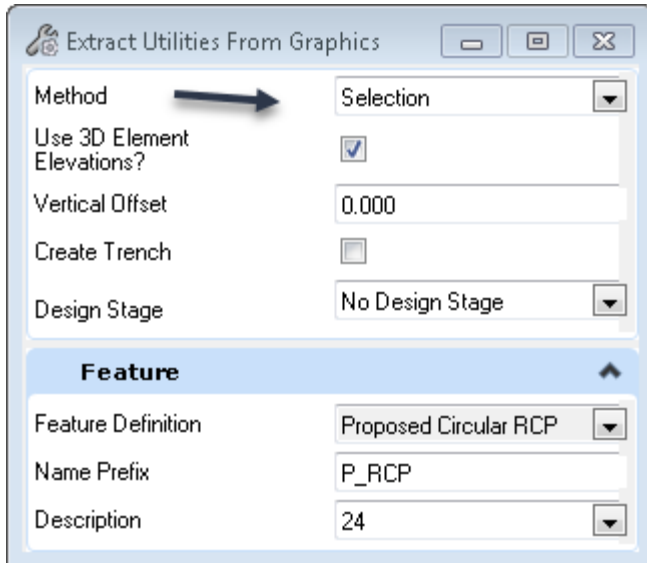 Extract Utilities From Graphics
Method Selection
Use 3D Element
Elevations?
Vertical Offset 0.000
Create Trench
Design Stage No Design Stage
Feature
Feature Definition Proposed Circular RCP
Name Prefix P_RCP
Description 24